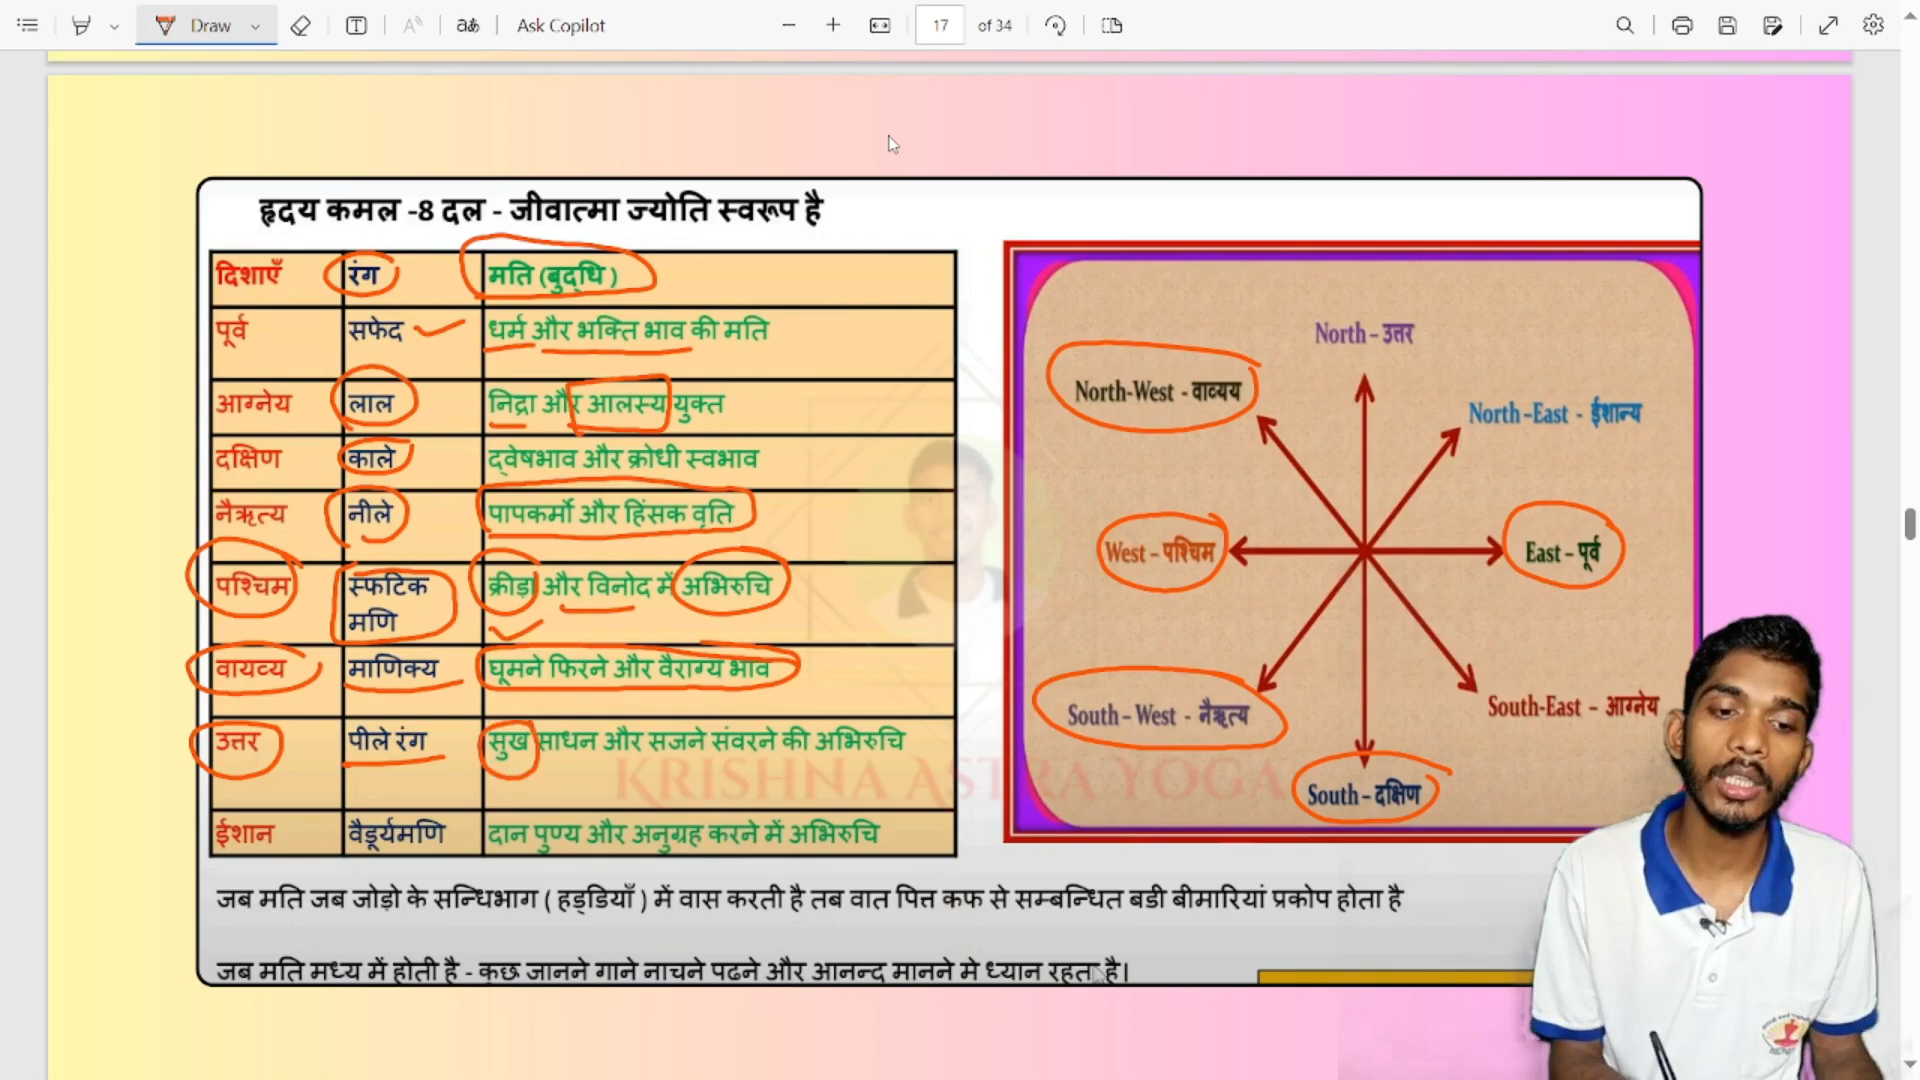 Draw
Ask Copilot
17 of 34
हृदय कमल -8 दल - जीवात्मा ज्योति स्वरूप है
दिशाएँ रंग मति (बुद्धि )
पूर्व सफेद धर्म और भक्ति भाव की मति
आग्नेय लाल निद्रा और आलस्य युक्त
दक्षिण काले द्वेषभाव और क्रोधी स्वभाव
नैऋत्य नीले पापकर्मो और हिंसक वृति
पश्चिम स्फटिक मणि क्रीड़ा और विनोद में अभिरुचि
वायव्य माणिक्य घूमने फिरने और वैराग्य भाव
उत्तर पीले रंग सुख साधन और सजने संवरने की अभिरुचि
ईशान वैडूर्यमणि दान पुण्य और अनुग्रह करने में अभिरुचि
North - उत्तर
North-West - वाव्यय
North-East - ईशान्य
West - पश्चिम
East - पूर्व
South - West - नैऋृत्य
South-East - आग्नेय
South - दक्षिण
KRISHNA ASTRA YOGA
जब मति जब जोड़ो के सन्धिभाग ( हड्डियाँ ) में वास करती है तब वात पित्त कफ से सम्बन्धित बडी बीमारियां प्रकोप होता है
जब मति मध्य में होती है - कुछ जानने गाने नाचने पढने और आनन्द मानने मे ध्यान रहता है।